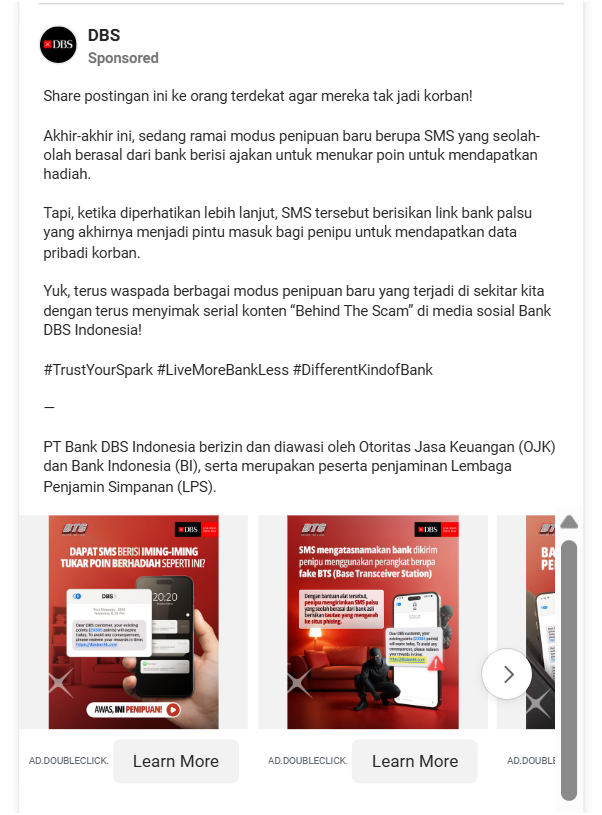 DBS
DBS
Sponsored
Share postingan ini ke orang terdekat agar mereka tak jadi korban!
Akhir-akhir ini, sedang ramai modus penipuan baru berupa SMS yang seolah-
olah berasal dari bank berisi ajakan untuk menukar poin untuk mendapatkan
hadiah.
Tapi, ketika diperhatikan lebih lanjut, SMS tersebut berisikan link bank palsu
yang akhirnya menjadi pintu masuk bagi penipu untuk mendapatkan data
pribadi korban.
Yuk, terus waspada berbagai modus penipuan baru yang terjadi di sekitar kita
dengan terus menyimak serial konten “Behind The Scam” di media sosial Bank
DBS Indonesia!
#TrustYourSpark #LiveMoreBankLess #DifferentKindofBank
—
PT Bank DBS Indonesia berizin dan diawasi oleh Otoritas Jasa Keuangan (OJK)
dan Bank Indonesia (BI), serta merupakan peserta penjaminan Lembaga
Penjamin Simpanan (LPS).
BTS
DBS
DAPAT SMS BERISI IMING-IMING
TUKAR POIN BERHADIAH SEPERTI INI?
DBS
20:20
Dear DBS customer, your existing
points (28385 points) will expire
today. To avoid any consequences,
please redeem your rewards in time:
AWAS, INI PENIPUAN!
BTS
DBS
SMS mengatasnamakan bank dikirim
penipu menggunakan perangkat berupa
fake BTS (Base Transceiver Station)
Dengan bantuan alat tersebut,
penipu mengirimkan SMS palsu
yang seolah berasal dari bank asli
berisikan tautan yang mengarah
ke situs phising.
Dear DBS customer, your
today. To avoid any
consequences, please redeem
your rewards in time:
BA
PE
AD.DOUBLECLICK.
Learn More
AD.DOUBLECLICK.
Learn More
AD.DOUBLE